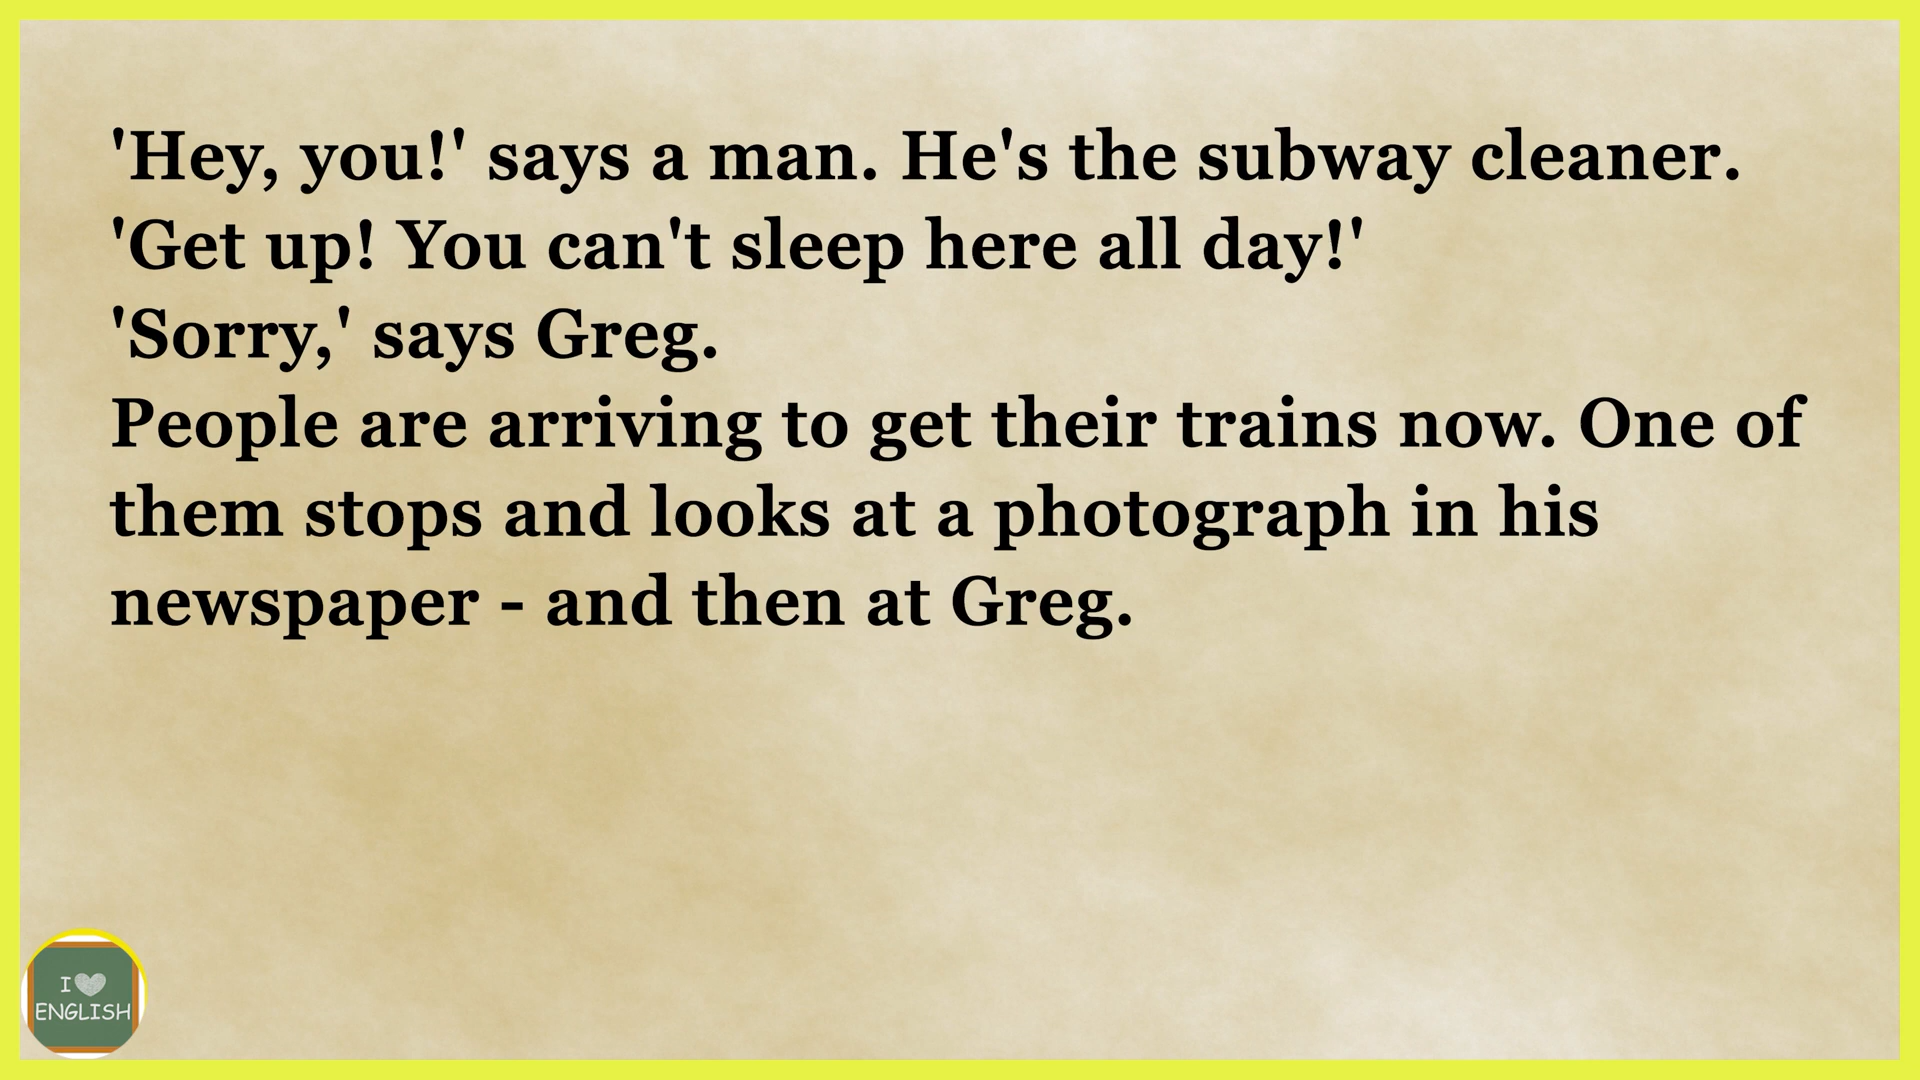 'Hey, you!' says a man. He's the subway cleaner.
'Get up! You can't sleep here all day!'
'Sorry,' says Greg.
People are arriving to get their trains now. One of
them stops and looks at a photograph in his
newspaper - and then at Greg.
I
ENGLISH